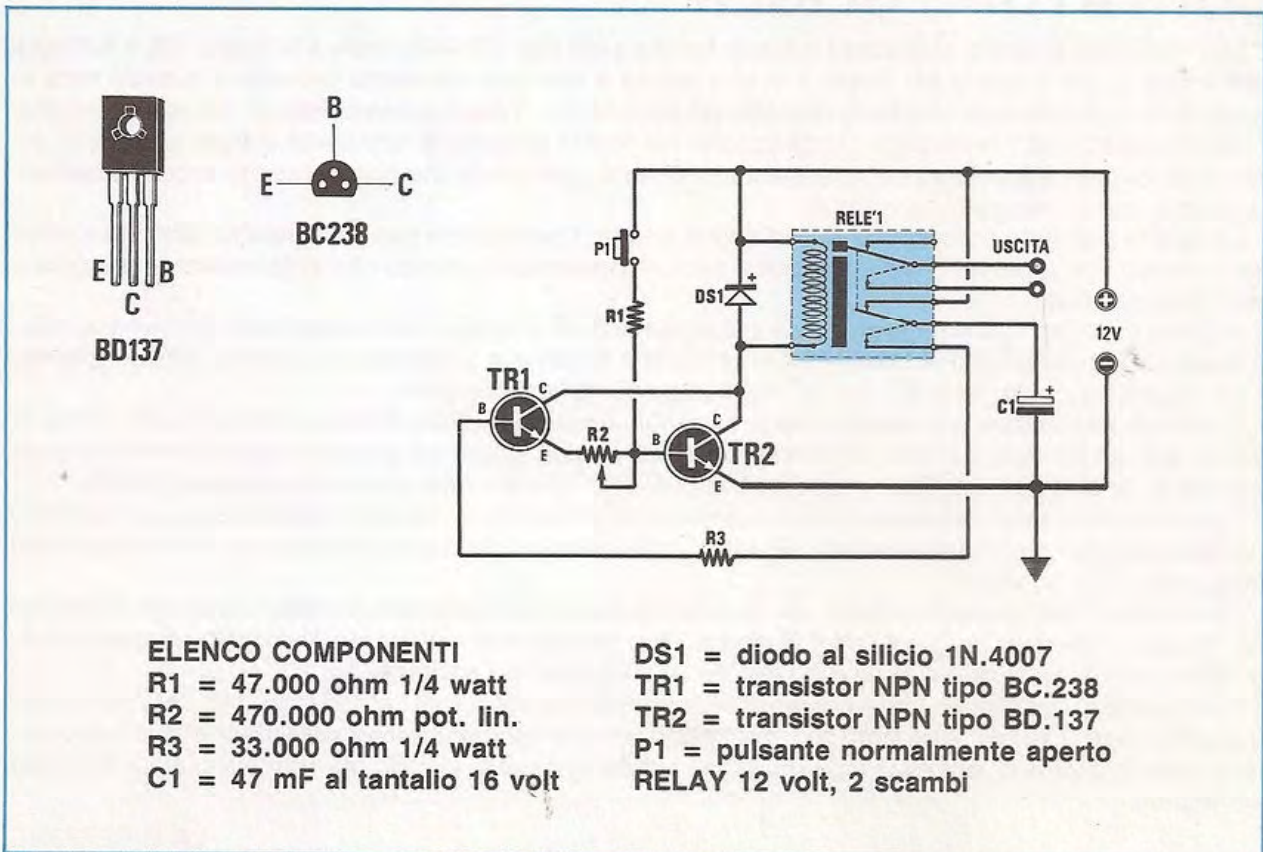 B
E
C
BC238
E
B
C
BD137
P1
R1
DS1
+
RELE'1
USCITA
+
12V
-
C1
+
TR1
B
C
E
R2
B
C
E
TR2
R3
ELENCO COMPONENTI
R1 = 47.000 ohm 1/4 watt
R2 = 470.000 ohm pot. lin.
R3 = 33.000 ohm 1/4 watt
C1 = 47 mF al tantalio 16 volt
DS1 = diodo al silicio 1N.4007
TR1 = transistor NPN tipo BC.238
TR2 = transistor NPN tipo BD.137
P1 = pulsante normalmente aperto
RELAY 12 volt, 2 scambi